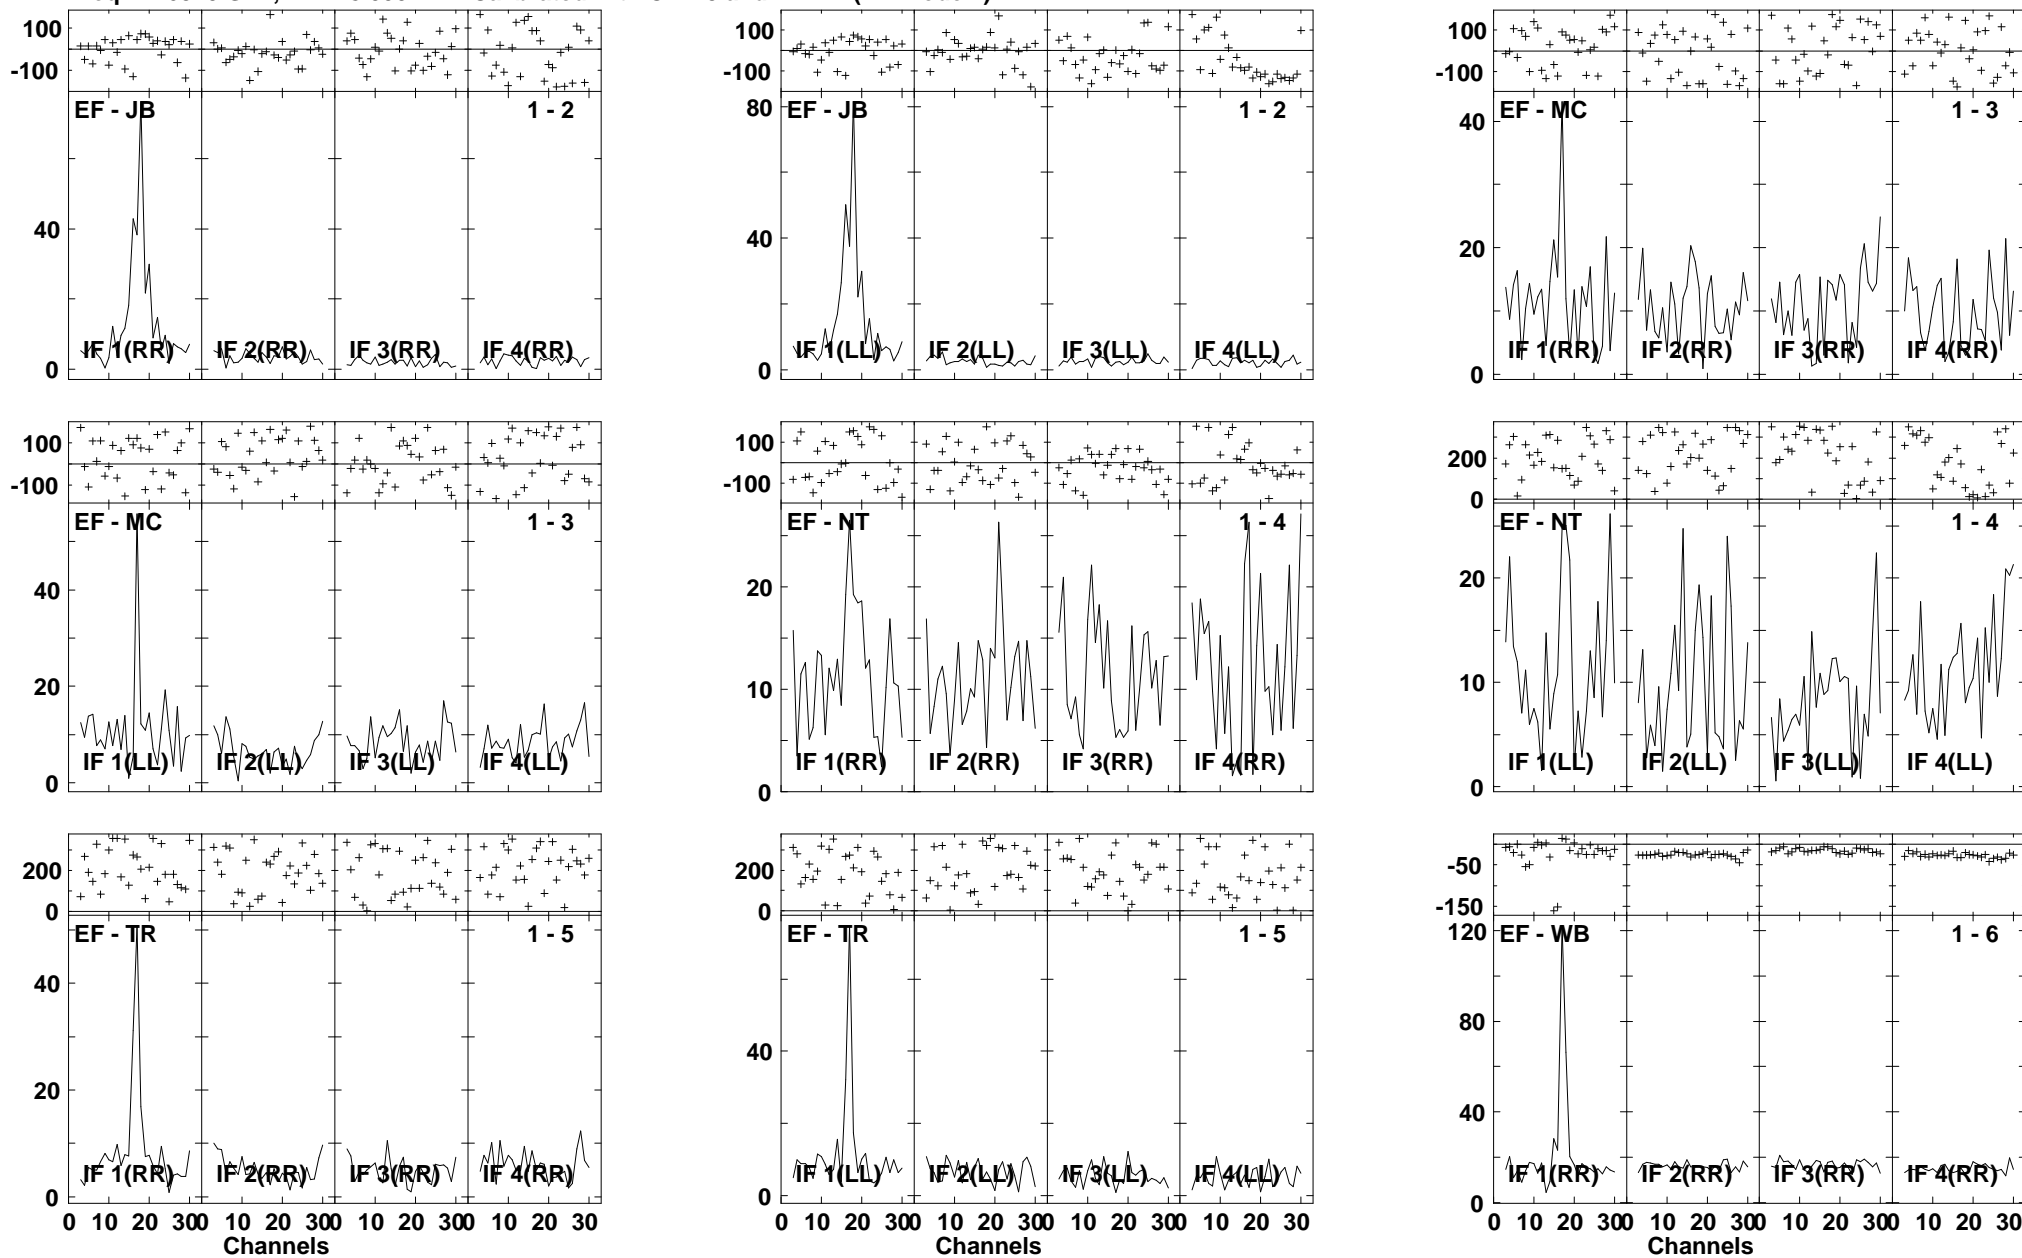 100
-100
EF - JB
1 - 2
40
0
IF 1(RR)
IF 2(RR)
IF 3(RR)
IF 4(RR)
100
-100
EF - JB
1 - 2
80
40
0
IF 1(LL)
IF 2(LL)
IF 3(LL)
IF 4(LL)
100
-100
EF - MC
1 - 3
40
20
0
IF 1(RR)
IF 2(RR)
IF 3(RR)
IF 4(RR)
100
-100
EF - MC
1 - 3
40
20
0
IF 1(LL)
IF 2(LL)
IF 3(LL)
IF 4(LL)
100
-100
EF - NT
1 - 4
20
10
0
IF 1(RR)
IF 2(RR)
IF 3(RR)
IF 4(RR)
200
0
EF - NT
1 - 4
20
10
0
IF 1(LL)
IF 2(LL)
IF 3(LL)
IF 4(LL)
200
0
EF - TR
1 - 5
40
20
0
IF 1(RR)
IF 2(RR)
IF 3(RR)
IF 4(RR)
0 10 20 30 0 10 20 30 0 10 20 30 0 10 20 30
Channels
200
0
EF - TR
1 - 5
40
0
IF 1(LL)
IF 2(LL)
IF 3(LL)
IF 4(LL)
0 10 20 30 0 10 20 30 0 10 20 30 0 10 20 30
Channels
-50
-150
EF - WB
1 - 6
120
80
40
0
IF 1(RR)
IF 2(RR)
IF 3(RR)
IF 4(RR)
0 10 20 30 0 10 20 30 0 10 20 30 0 10 20 30
Channels